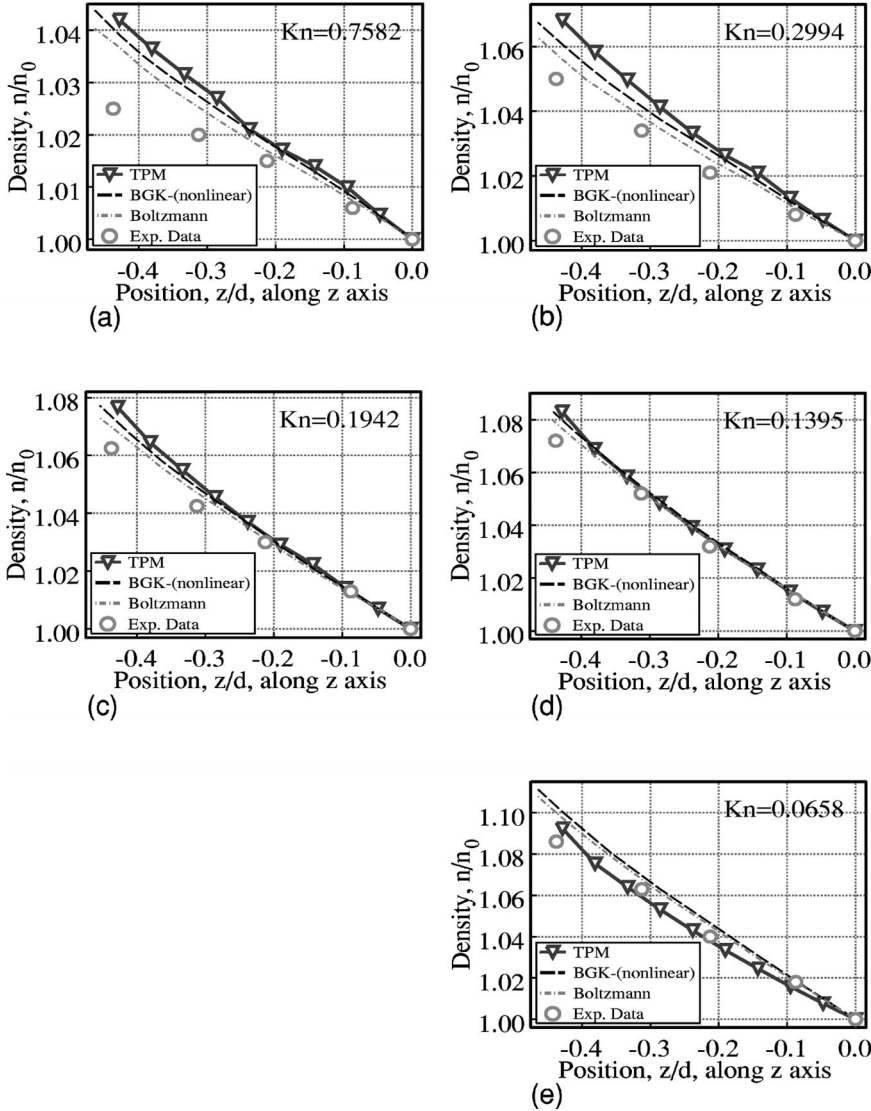 Density, n/n0
1.04
1.03
1.02
1.01
1.00
Kn=0.7582
TPM
BGK-(nonlinear)
Boltzmann
Exp. Data
-0.4 -0.3 -0.2 -0.1 0.0
Position, z/d, along z axis
(a)
Density, n/n0
1.06
1.04
1.02
1.00
Kn=0.2994
TPM
BGK-(nonlinear)
Boltzmann
Exp. Data
-0.4 -0.3 -0.2 -0.1 0.0
Position, z/d, along z axis
(b)
Density, n/n0
1.08
1.06
1.04
1.02
1.00
Kn=0.1942
TPM
BGK-(nonlinear)
Boltzmann
Exp. Data
-0.4 -0.3 -0.2 -0.1 0.0
Position, z/d, along z axis
(c)
Density, n/n0
1.08
1.06
1.04
1.02
1.00
Kn=0.1395
TPM
BGK-(nonlinear)
Boltzmann
Exp. Data
-0.4 -0.3 -0.2 -0.1 0.0
Position, z/d, along z axis
(d)
Density, n/n0
1.10
1.08
1.06
1.04
1.02
1.00
Kn=0.0658
TPM
BGK-(nonlinear)
Boltzmann
Exp. Data
-0.4 -0.3 -0.2 -0.1 0.0
Position, z/d, along z axis
(e)